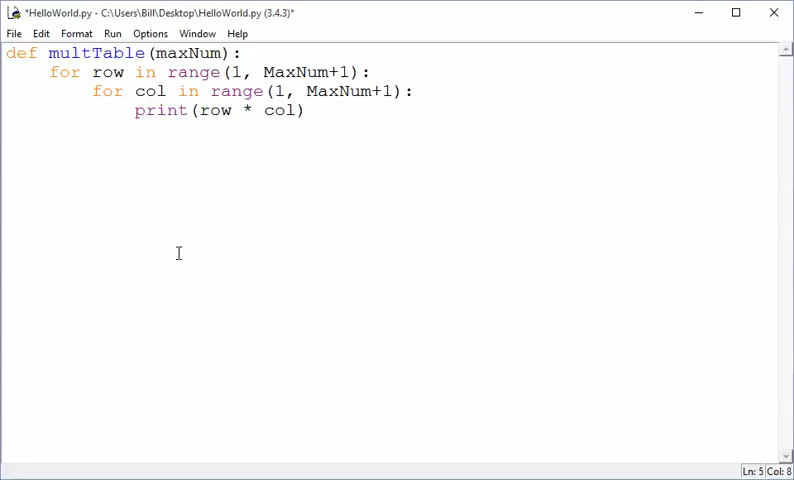 *HelloWorld.py - C:\Users\Bill\Desktop\HelloWorld.py (3.4.3)*
File Edit Format Run Options Window Help
def multTable(maxNum):
    for row in range(1, MaxNum+1):
        for col in range(1, MaxNum+1):
            print(row * col)
Ln: 5 Col: 8